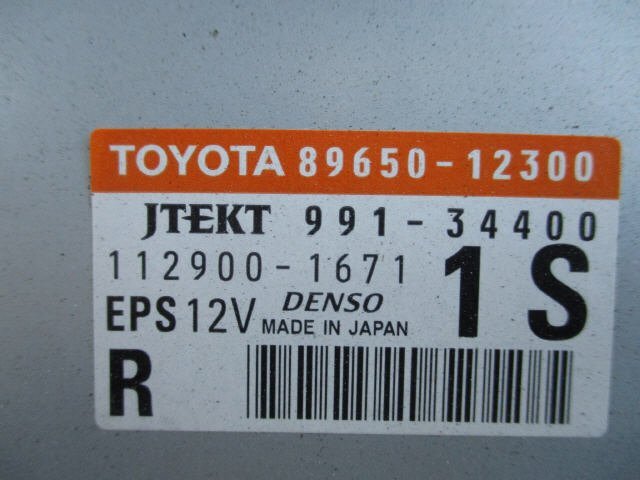 TOYOTA 89650-12300
JTEKT 991-34400
112900-1671 1S
EPS 12V DENSO
MADE IN JAPAN
R